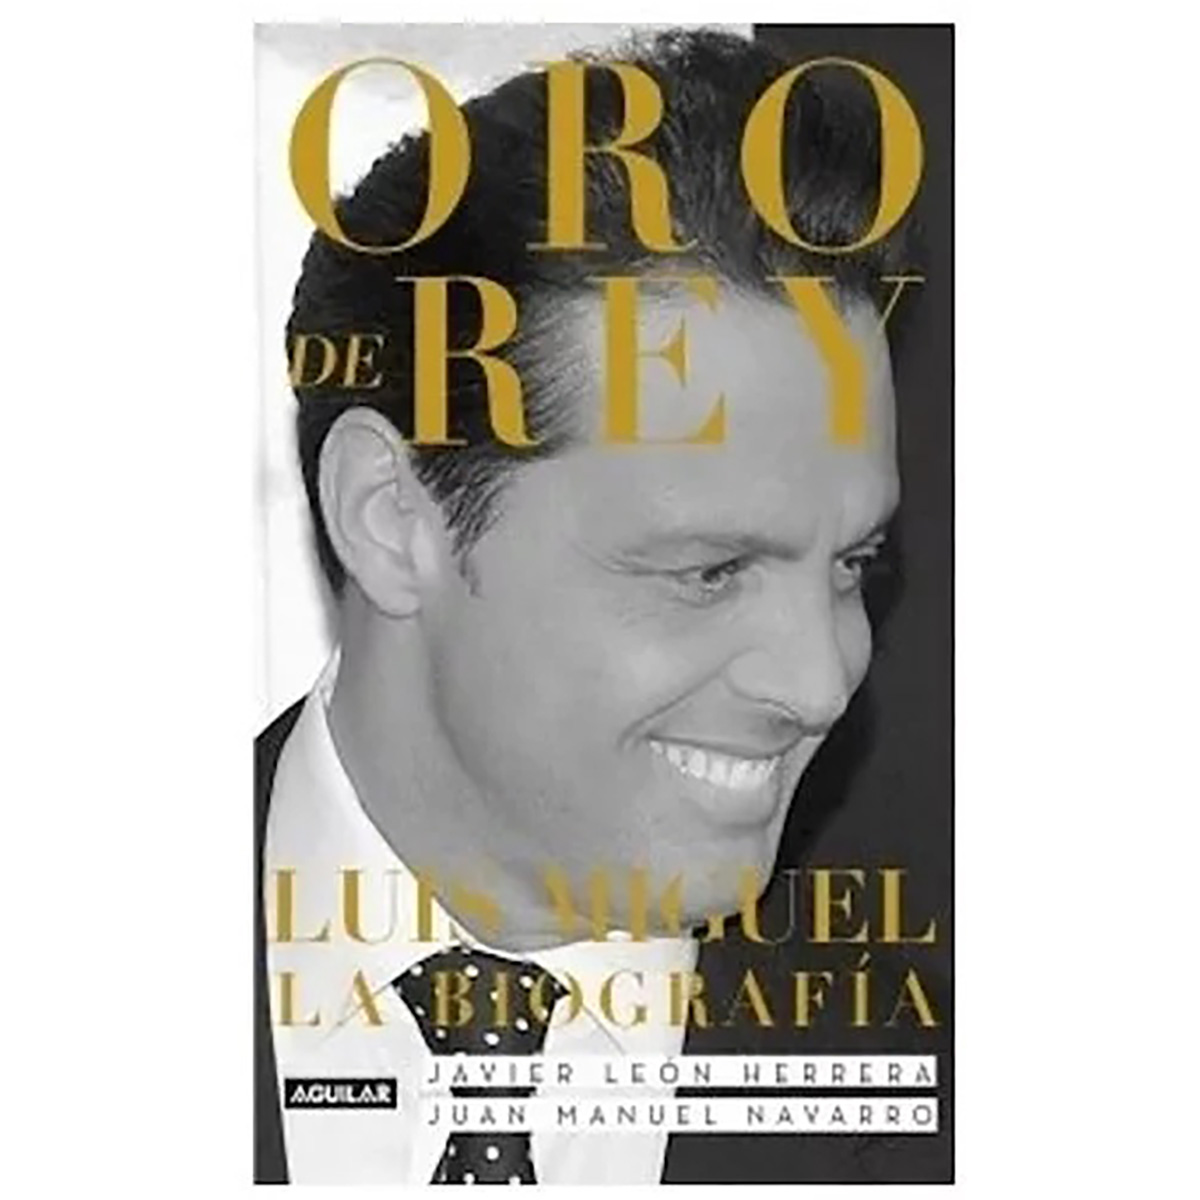 ORO
DE REY
LUIS MIGUEL
LA BIOGRAFÍA
AGUILAR
JAVIER LEÓN HERRERA
JUAN MANUEL NAVARRO